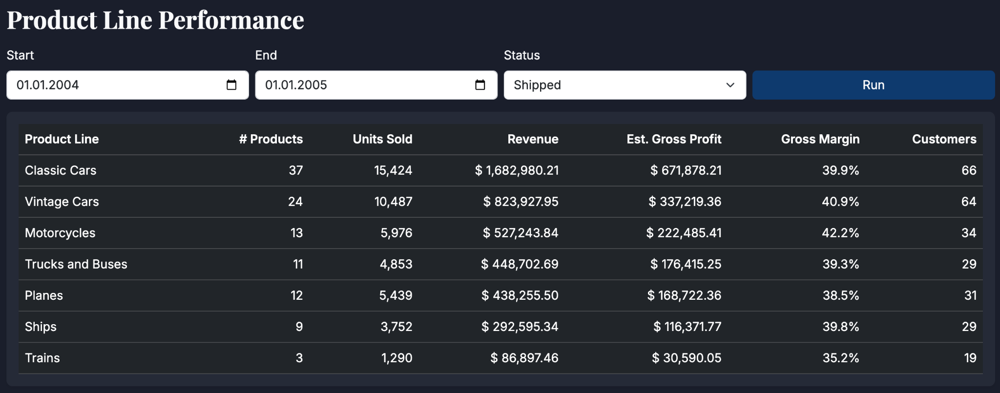 Product Line Performance
Start End Status
01.01.2004 01.01.2005 Shipped Run
Product Line # Products Units Sold Revenue Est. Gross Profit Gross Margin Customers
Classic Cars 37 15,424 $ 1,682,980.21 $ 671,878.21 39.9% 66
Vintage Cars 24 10,487 $ 823,927.95 $ 337,219.36 40.9% 64
Motorcycles 13 5,976 $ 527,243.84 $ 222,485.41 42.2% 34
Trucks and Buses 11 4,853 $ 448,702.69 $ 176,415.25 39.3% 29
Planes 12 5,439 $ 438,255.50 $ 168,722.36 38.5% 31
Ships 9 3,752 $ 292,595.34 $ 116,371.77 39.8% 29
Trains 3 1,290 $ 86,897.46 $ 30,590.05 35.2% 19